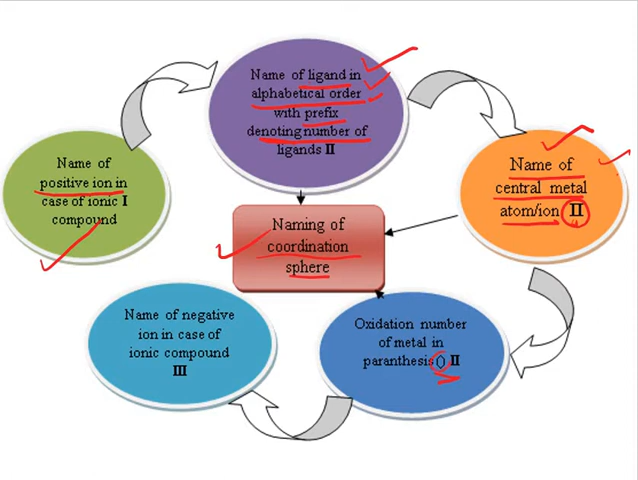 Name of
positive ion in
case of ionic I
compound
Name of ligand in
alphabetical order
with prefix
denoting number of
ligands II
Name of
central metal
atom/ion II
Naming of
coordination
sphere
Oxidation number
of metal in
paranthesis () II
Name of negative
ion in case of
ionic compound
III